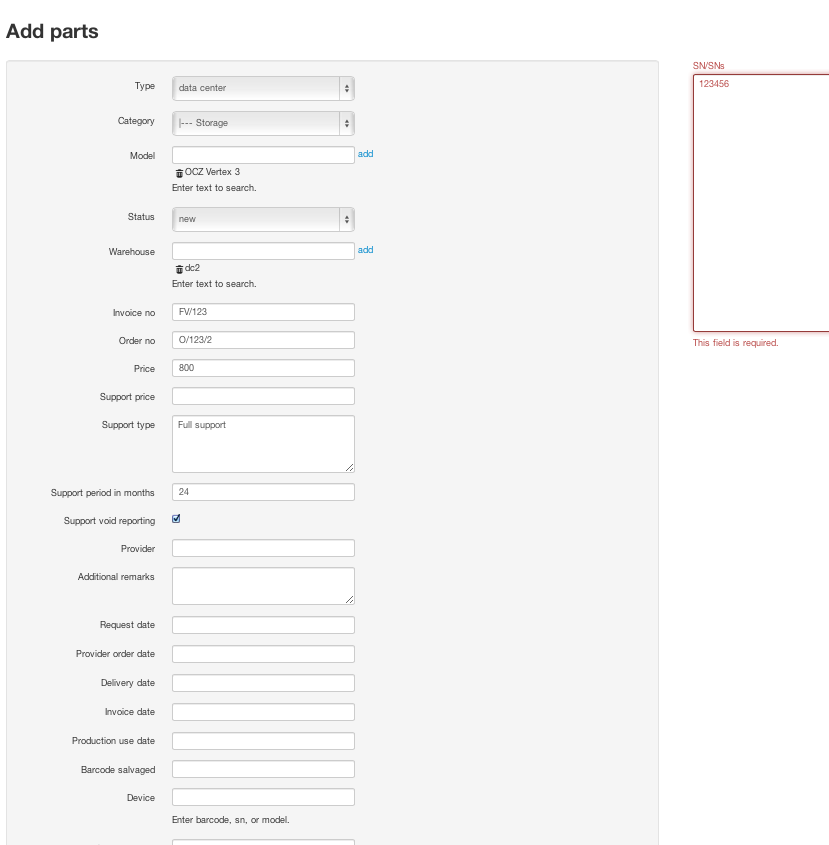 Add parts
Type data center
Category |--- Storage
Model add
OCZ Vertex 3
Enter text to search.
Status new
Warehouse add
dc2
Enter text to search.
Invoice no FV/123
Order no O/123/2
Price 800
Support price
Support type Full support
Support period in months 24
Support void reporting
Provider
Additional remarks
Request date
Provider order date
Delivery date
Invoice date
Production use date
Barcode salvaged
Device
Enter barcode, sn, or model.
SN/SNs
123456
This field is required.